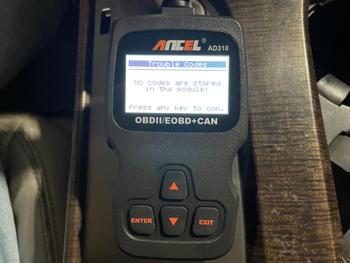 ANCEL®
AD310
Trouble Codes
No codes are stored
in the module!
Press any key to con.
OBDII/EOBD+CAN
ENTER
EXIT